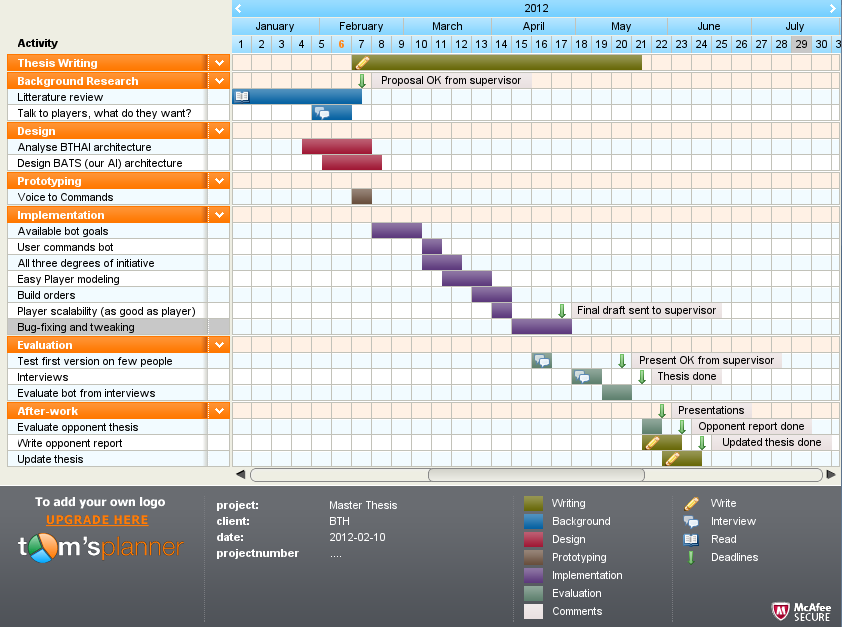 2012
January February March April May June July
Activity 1 2 3 4 5 6 7 8 9 10 11 12 13 14 15 16 17 18 19 20 21 22 23 24 25 26 27 28 29 30 3
Thesis Writing
Background Research Proposal OK from supervisor
Litterature review
Talk to players, what do they want?
Design
Analyse BTHAI architecture
Design BATS (our AI) architecture
Prototyping
Voice to Commands
Implementation
Available bot goals
User commands bot
All three degrees of initiative
Easy Player modeling
Build orders
Player scalability (as good as player) Final draft sent to supervisor
Bug-fixing and tweaking
Evaluation
Test first version on few people Present OK from supervisor
Interviews Thesis done
Evaluate bot from interviews
After-work Presentations
Evaluate opponent thesis Opponent report done
Write opponent report Updated thesis done
Update thesis
To add your own logo
UPGRADE HERE
tom'splanner
project: Master Thesis
client: BTH
date: 2012-02-10
projectnumber ....
Writing
Background
Design
Prototyping
Implementation
Evaluation
Comments
Write
Interview
Read
Deadlines
McAfee
SECURE